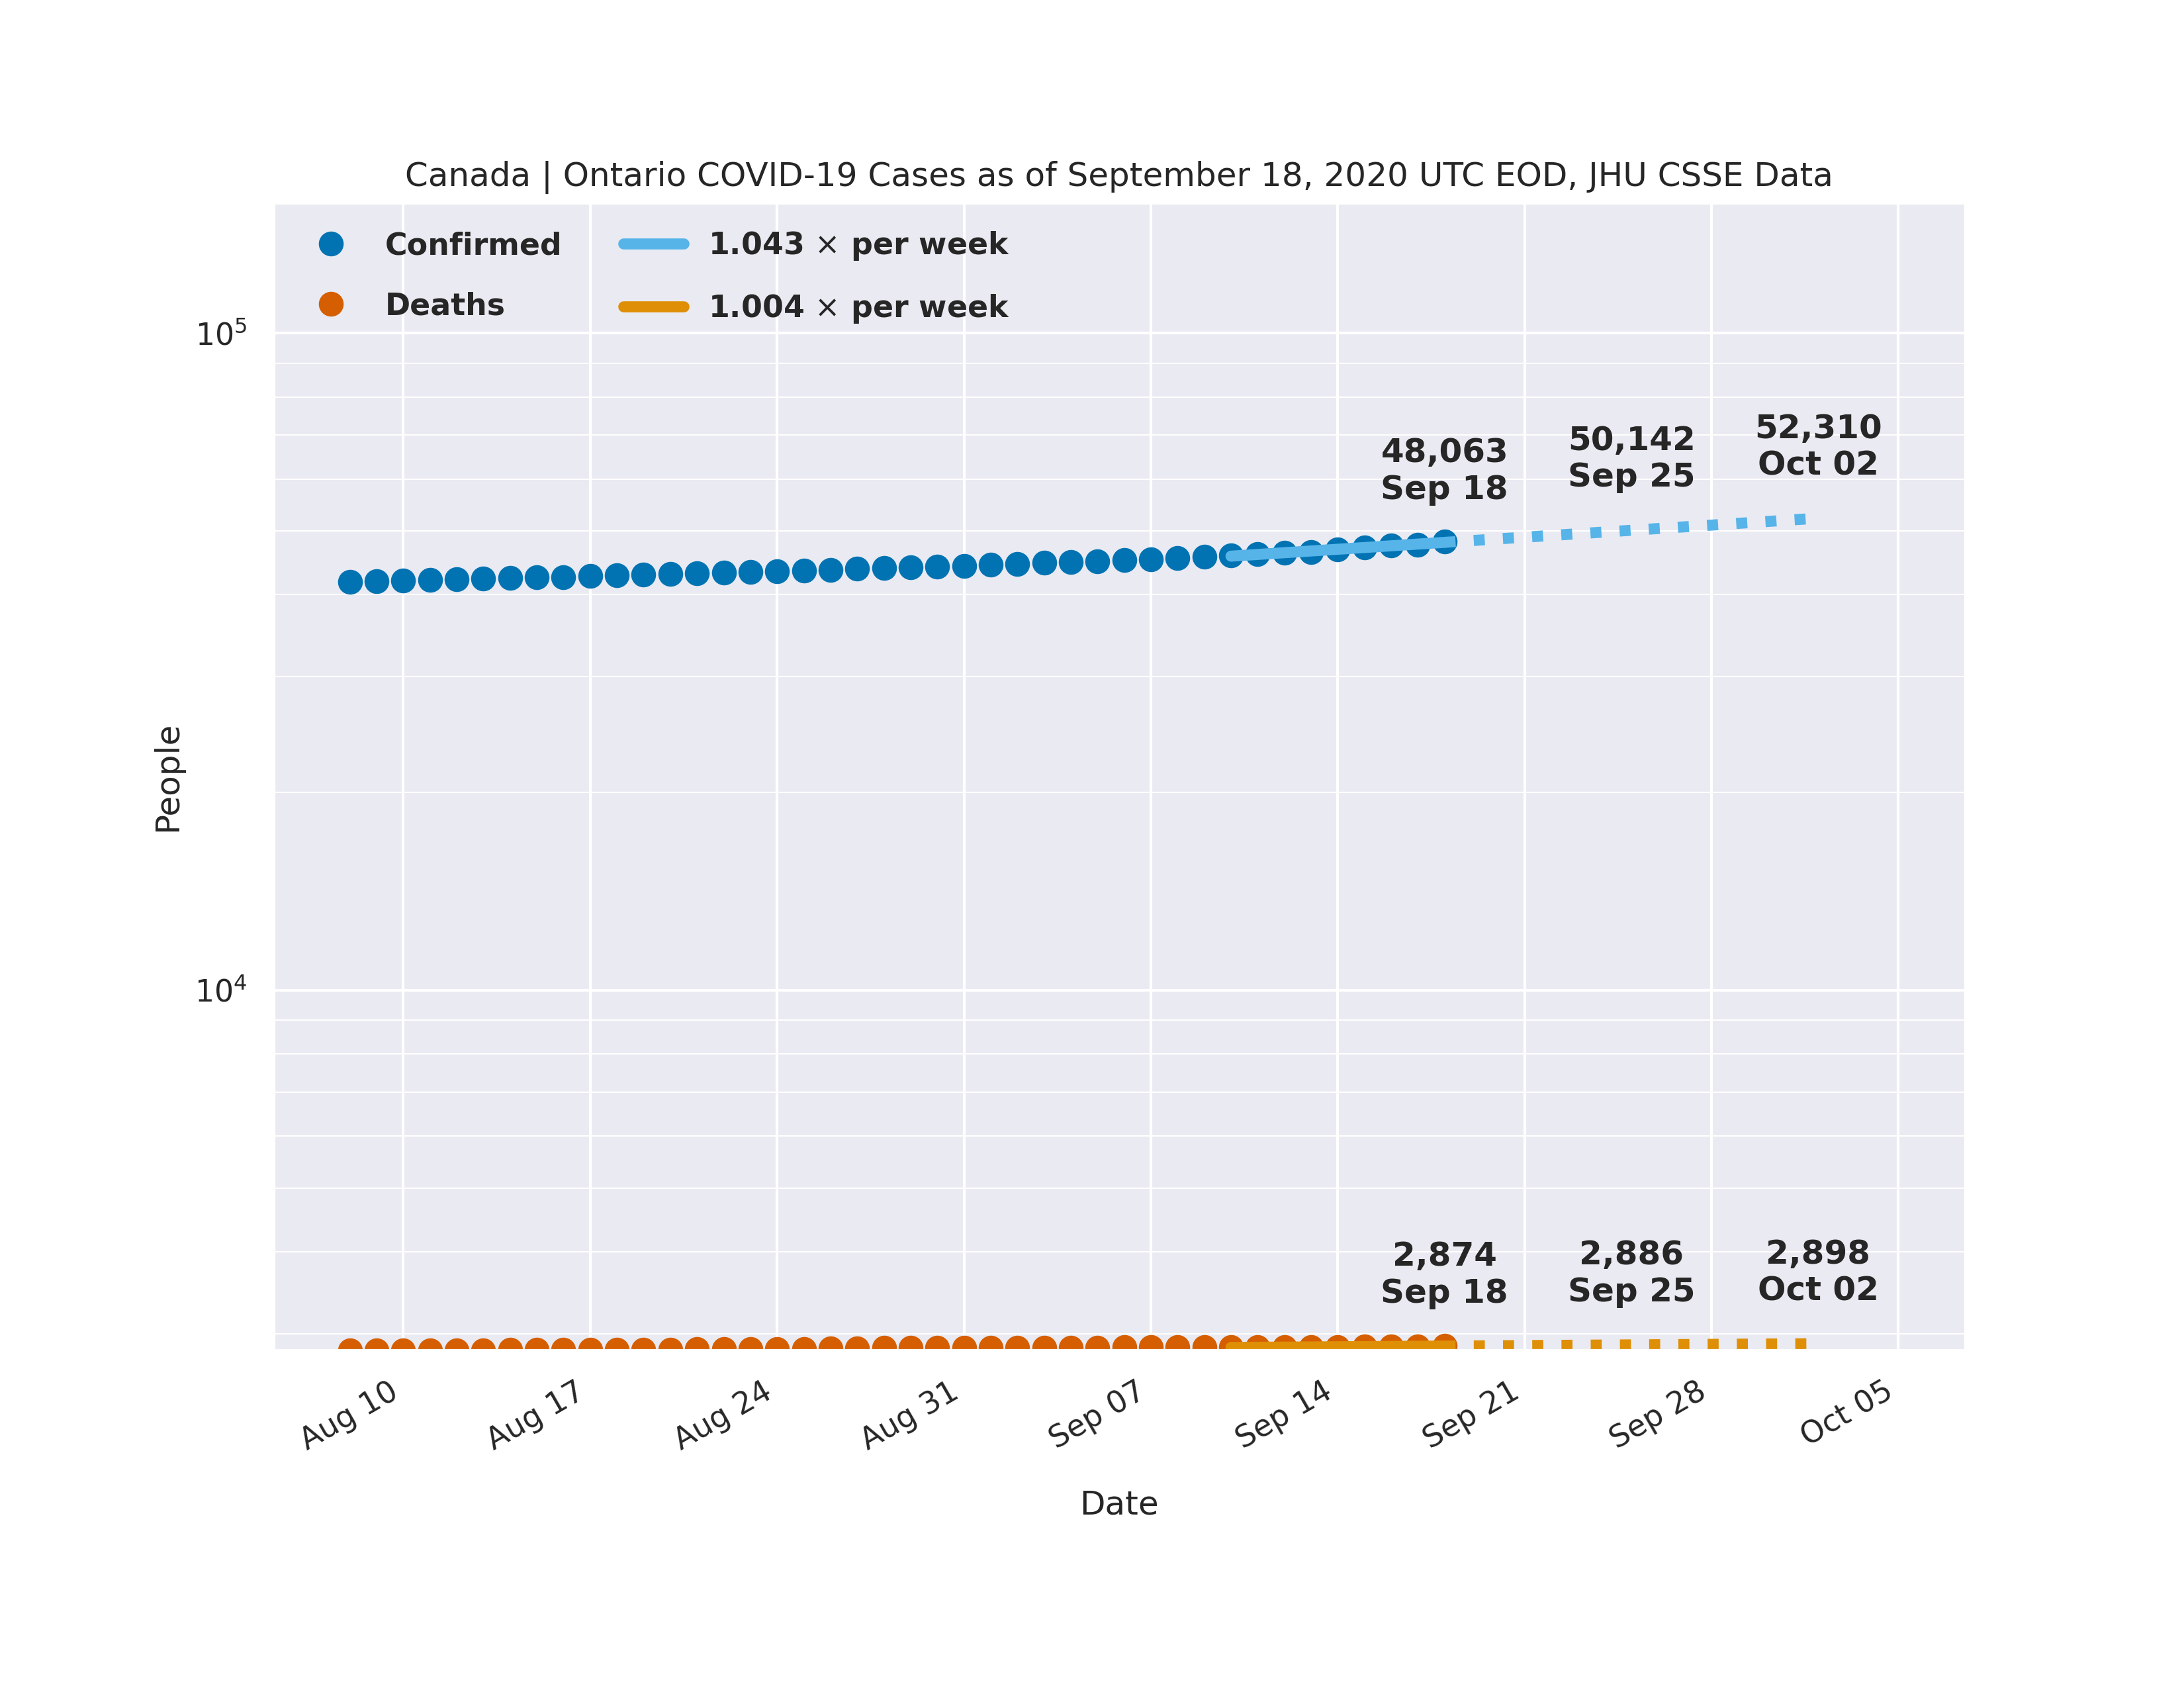 Canada | Ontario COVID-19 Cases as of September 18, 2020 UTC EOD, JHU CSSE Data
Confirmed
Deaths
1.043 × per week
1.004 × per week
10⁵
10⁴
People
48,063
Sep 18
50,142
Sep 25
52,310
Oct 02
2,874
Sep 18
2,886
Sep 25
2,898
Oct 02
Aug 10
Aug 17
Aug 24
Aug 31
Sep 07
Sep 14
Sep 21
Sep 28
Oct 05
Date